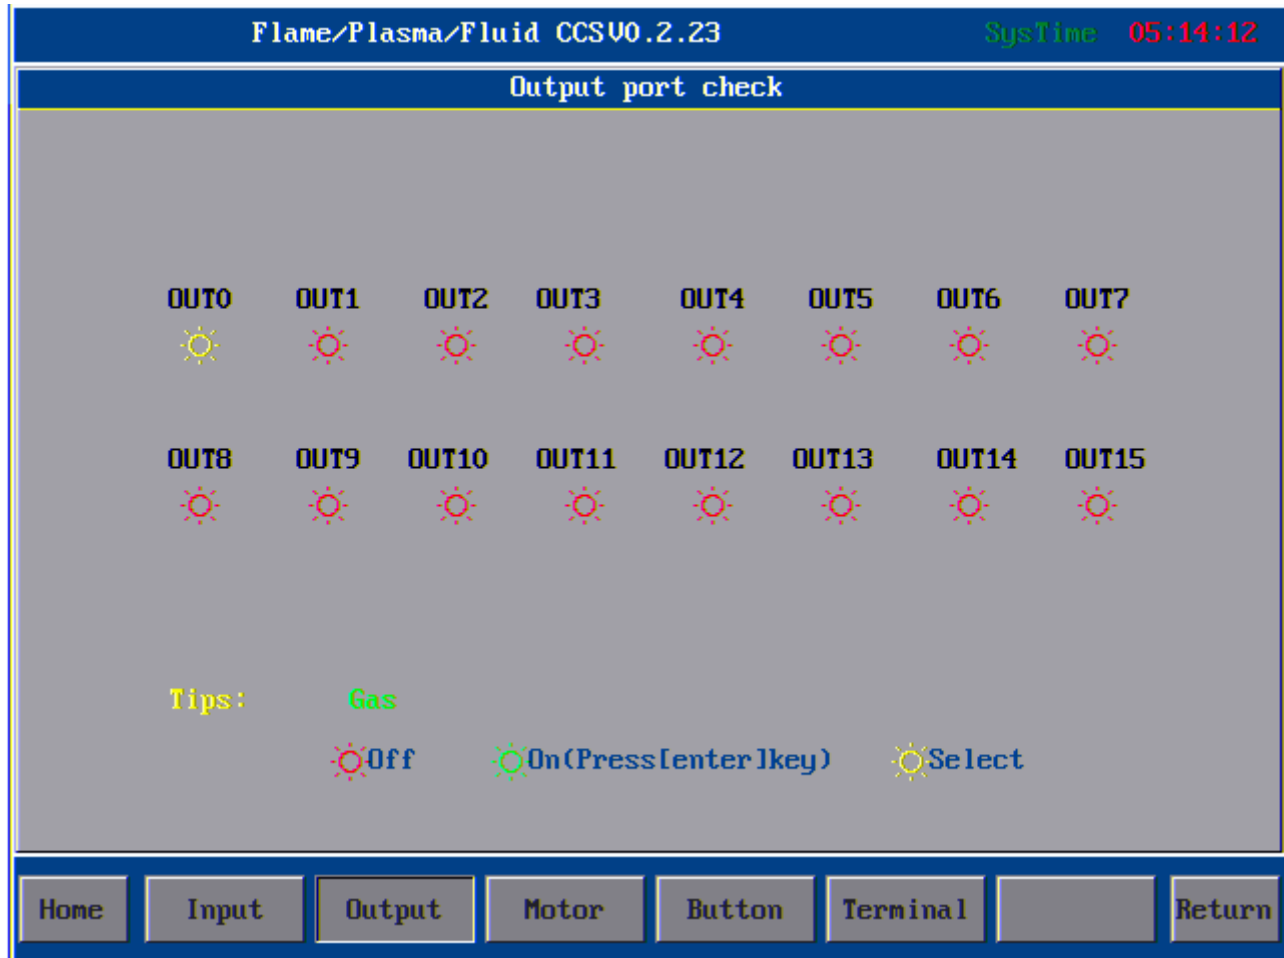 Flame/Plasma/Fluid CCSV0.2.23 SysTime 05:14:12
Output port check
OUT0 OUT1 OUT2 OUT3 OUT4 OUT5 OUT6 OUT7
OUT8 OUT9 OUT10 OUT11 OUT12 OUT13 OUT14 OUT15
Tips: Gas
Off On(Press[enter]key) Select
Home Input Output Motor Button Terminal Return